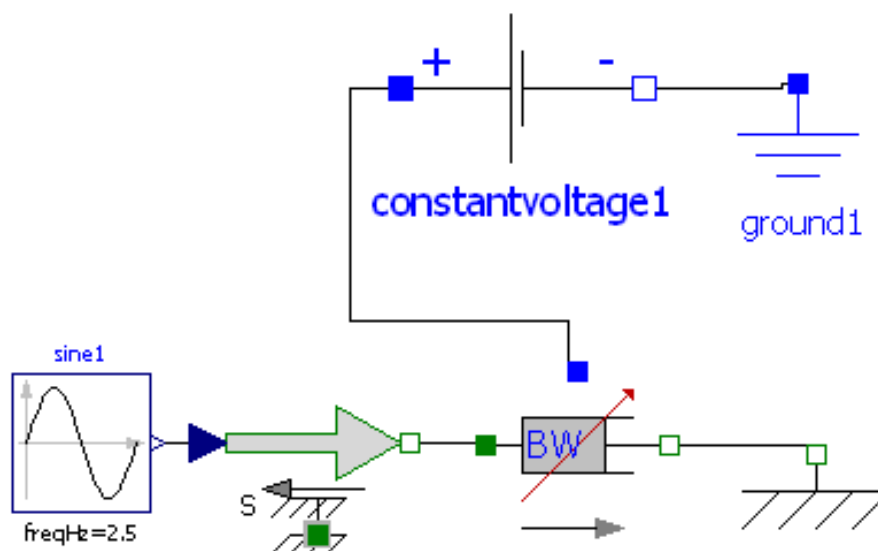 + -
constantvoltage1
ground1
sine1
BW
S
freqHz=2.5